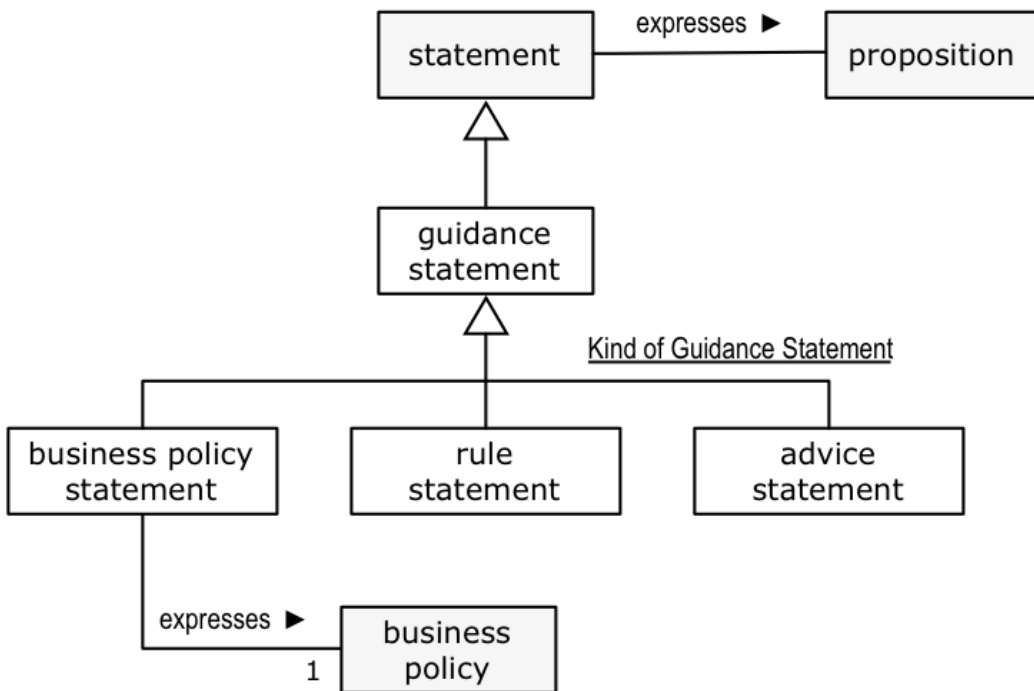 expresses ►
statement
proposition
guidance
statement
Kind of Guidance Statement
business policy
statement
rule
statement
advice
statement
expresses ►
1
business
policy